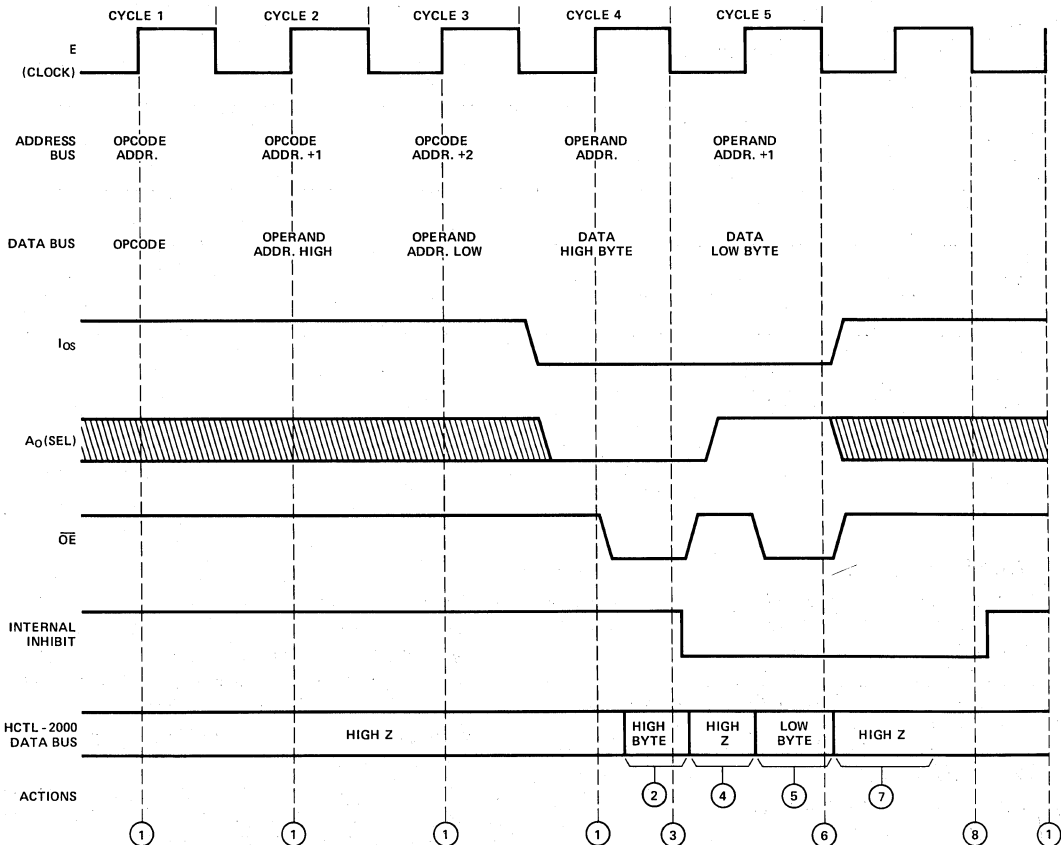 CYCLE 1 CYCLE 2 CYCLE 3 CYCLE 4 CYCLE 5
E
(CLOCK)
ADDRESS BUS
OPCODE ADDR.
OPCODE ADDR. +1
OPCODE ADDR. +2
OPERAND ADDR.
OPERAND ADDR. +1
DATA BUS
OPCODE
OPERAND ADDR. HIGH
OPERAND ADDR. LOW
DATA HIGH BYTE
DATA LOW BYTE
IOS
A0(SEL)
OE
INTERNAL INHIBIT
HCTL-2000 DATA BUS
HIGH Z
HIGH BYTE
HIGH Z
LOW BYTE
HIGH Z
ACTIONS
2 4 5 7
1 1 1 1 3 6 8 1